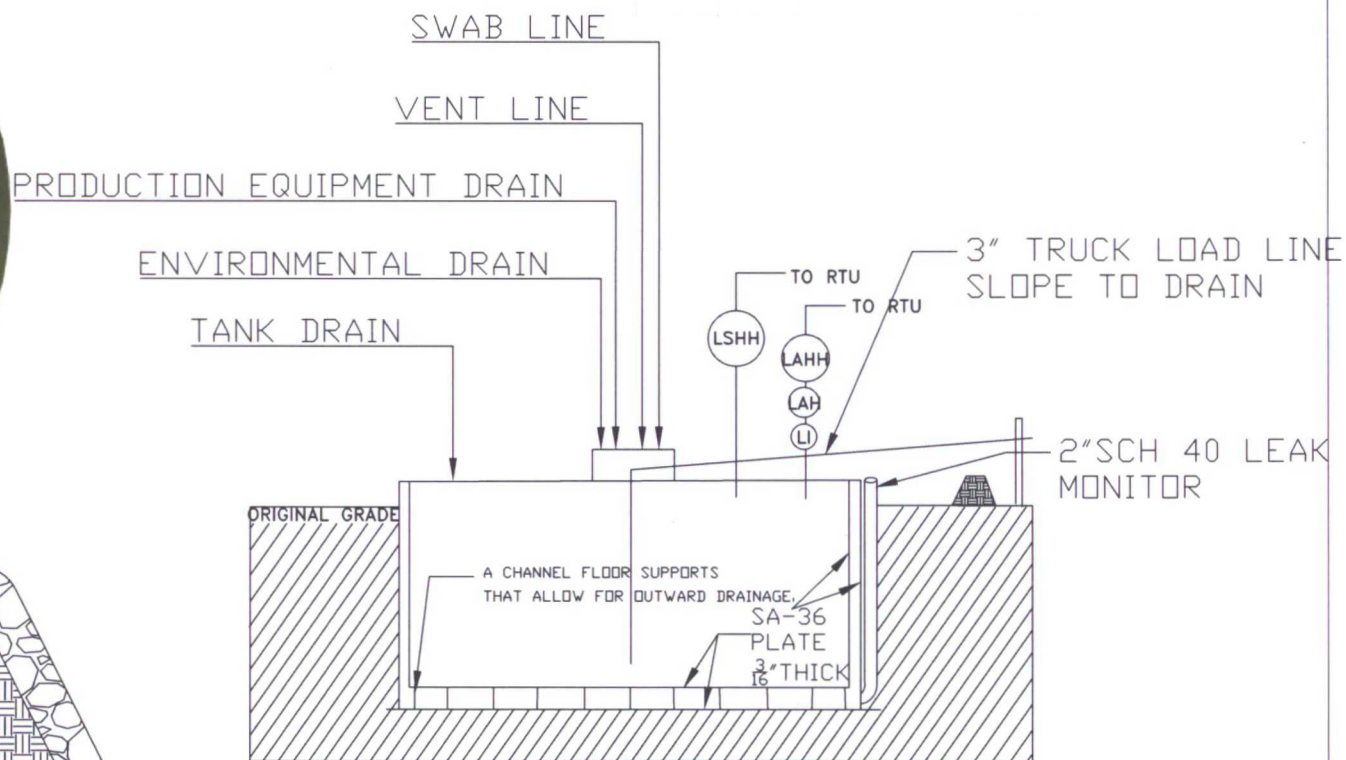 SWAB LINE
VENT LINE
PRODUCTION EQUIPMENT DRAIN
ENVIRONMENTAL DRAIN
TANK DRAIN
3" TRUCK LOAD LINE
SLOPE TO DRAIN
TO RTU
TO RTU
LSHH
LAHH
LAH
LI
2"SCH 40 LEAK
MONITOR
ORIGINAL GRADE
A CHANNEL FLOOR SUPPORTS
THAT ALLOW FOR OUTWARD DRAINAGE.
SA-36
PLATE
3/16"THICK